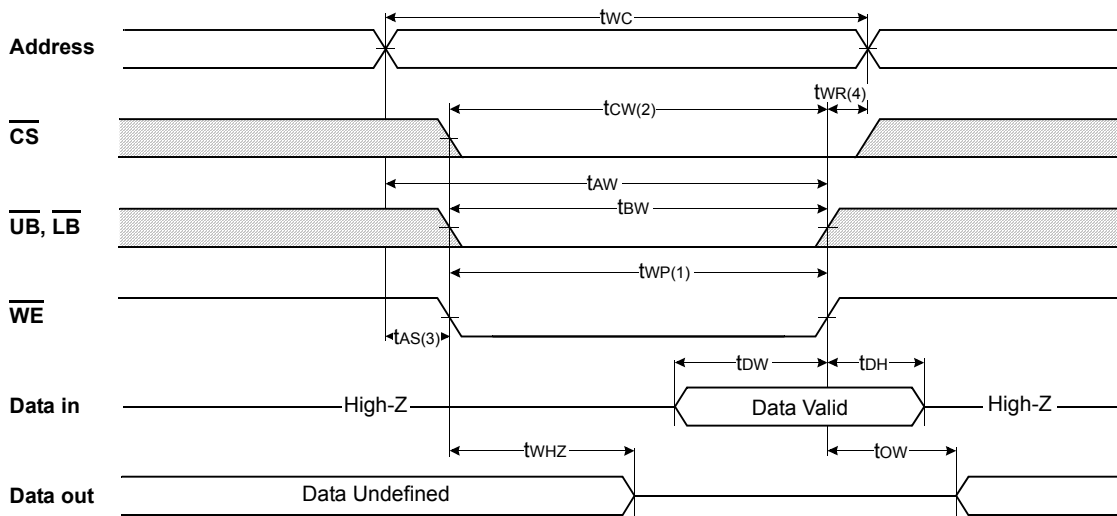 tWC
Address
tCW(2)
tWR(4)
CS
tAW
tBW
UB, LB
tWP(1)
WE
tAS(3)
tDW
tDH
Data in
High-Z
Data Valid
High-Z
tWHZ
tOW
Data out
Data Undefined